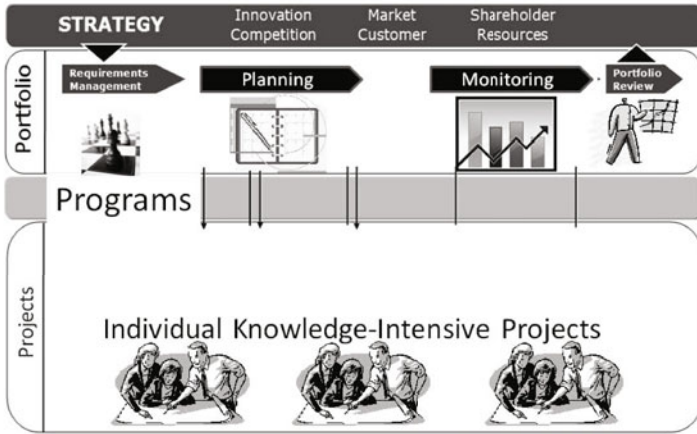 STRATEGY
Innovation
Competition
Market
Customer
Shareholder
Resources
Portfolio
Requirements
Management
Planning
Monitoring
Portfolio
Review
Programs
Projects
Individual Knowledge-Intensive Projects